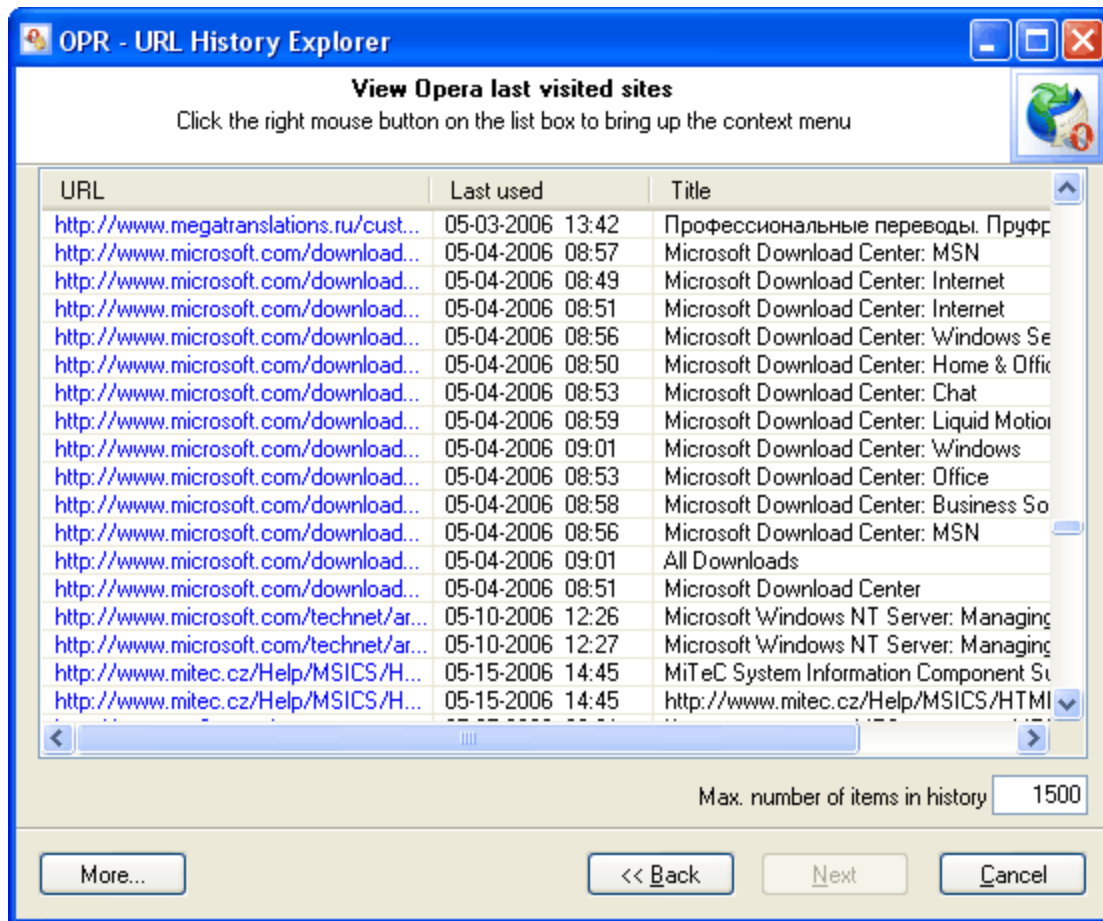 OPR - URL History Explorer
View Opera last visited sites
Click the right mouse button on the list box to bring up the context menu
URL Last used Title
http://www.megatranslations.ru/cust... 05-03-2006 13:42 Профессиональные переводы. Пруфр
http://www.microsoft.com/download... 05-04-2006 08:57 Microsoft Download Center: MSN
http://www.microsoft.com/download... 05-04-2006 08:49 Microsoft Download Center: Internet
http://www.microsoft.com/download... 05-04-2006 08:51 Microsoft Download Center: Internet
http://www.microsoft.com/download... 05-04-2006 08:56 Microsoft Download Center: Windows Se
http://www.microsoft.com/download... 05-04-2006 08:50 Microsoft Download Center: Home & Offic
http://www.microsoft.com/download... 05-04-2006 08:53 Microsoft Download Center: Chat
http://www.microsoft.com/download... 05-04-2006 08:59 Microsoft Download Center: Liquid Motion
http://www.microsoft.com/download... 05-04-2006 09:01 Microsoft Download Center: Windows
http://www.microsoft.com/download... 05-04-2006 08:53 Microsoft Download Center: Office
http://www.microsoft.com/download... 05-04-2006 08:58 Microsoft Download Center: Business So
http://www.microsoft.com/download... 05-04-2006 08:56 Microsoft Download Center: MSN
http://www.microsoft.com/download... 05-04-2006 09:01 All Downloads
http://www.microsoft.com/download... 05-04-2006 08:51 Microsoft Download Center
http://www.microsoft.com/technet/ar... 05-10-2006 12:26 Microsoft Windows NT Server: Managing
http://www.microsoft.com/technet/ar... 05-10-2006 12:27 Microsoft Windows NT Server: Managing
http://www.mitec.cz/Help/MSICS/H... 05-15-2006 14:45 MiTeC System Information Component Su
http://www.mitec.cz/Help/MSICS/H... 05-15-2006 14:45 http://www.mitec.cz/Help/MSICS/HTMl
Max. number of items in history 1500
More... << Back Next Cancel